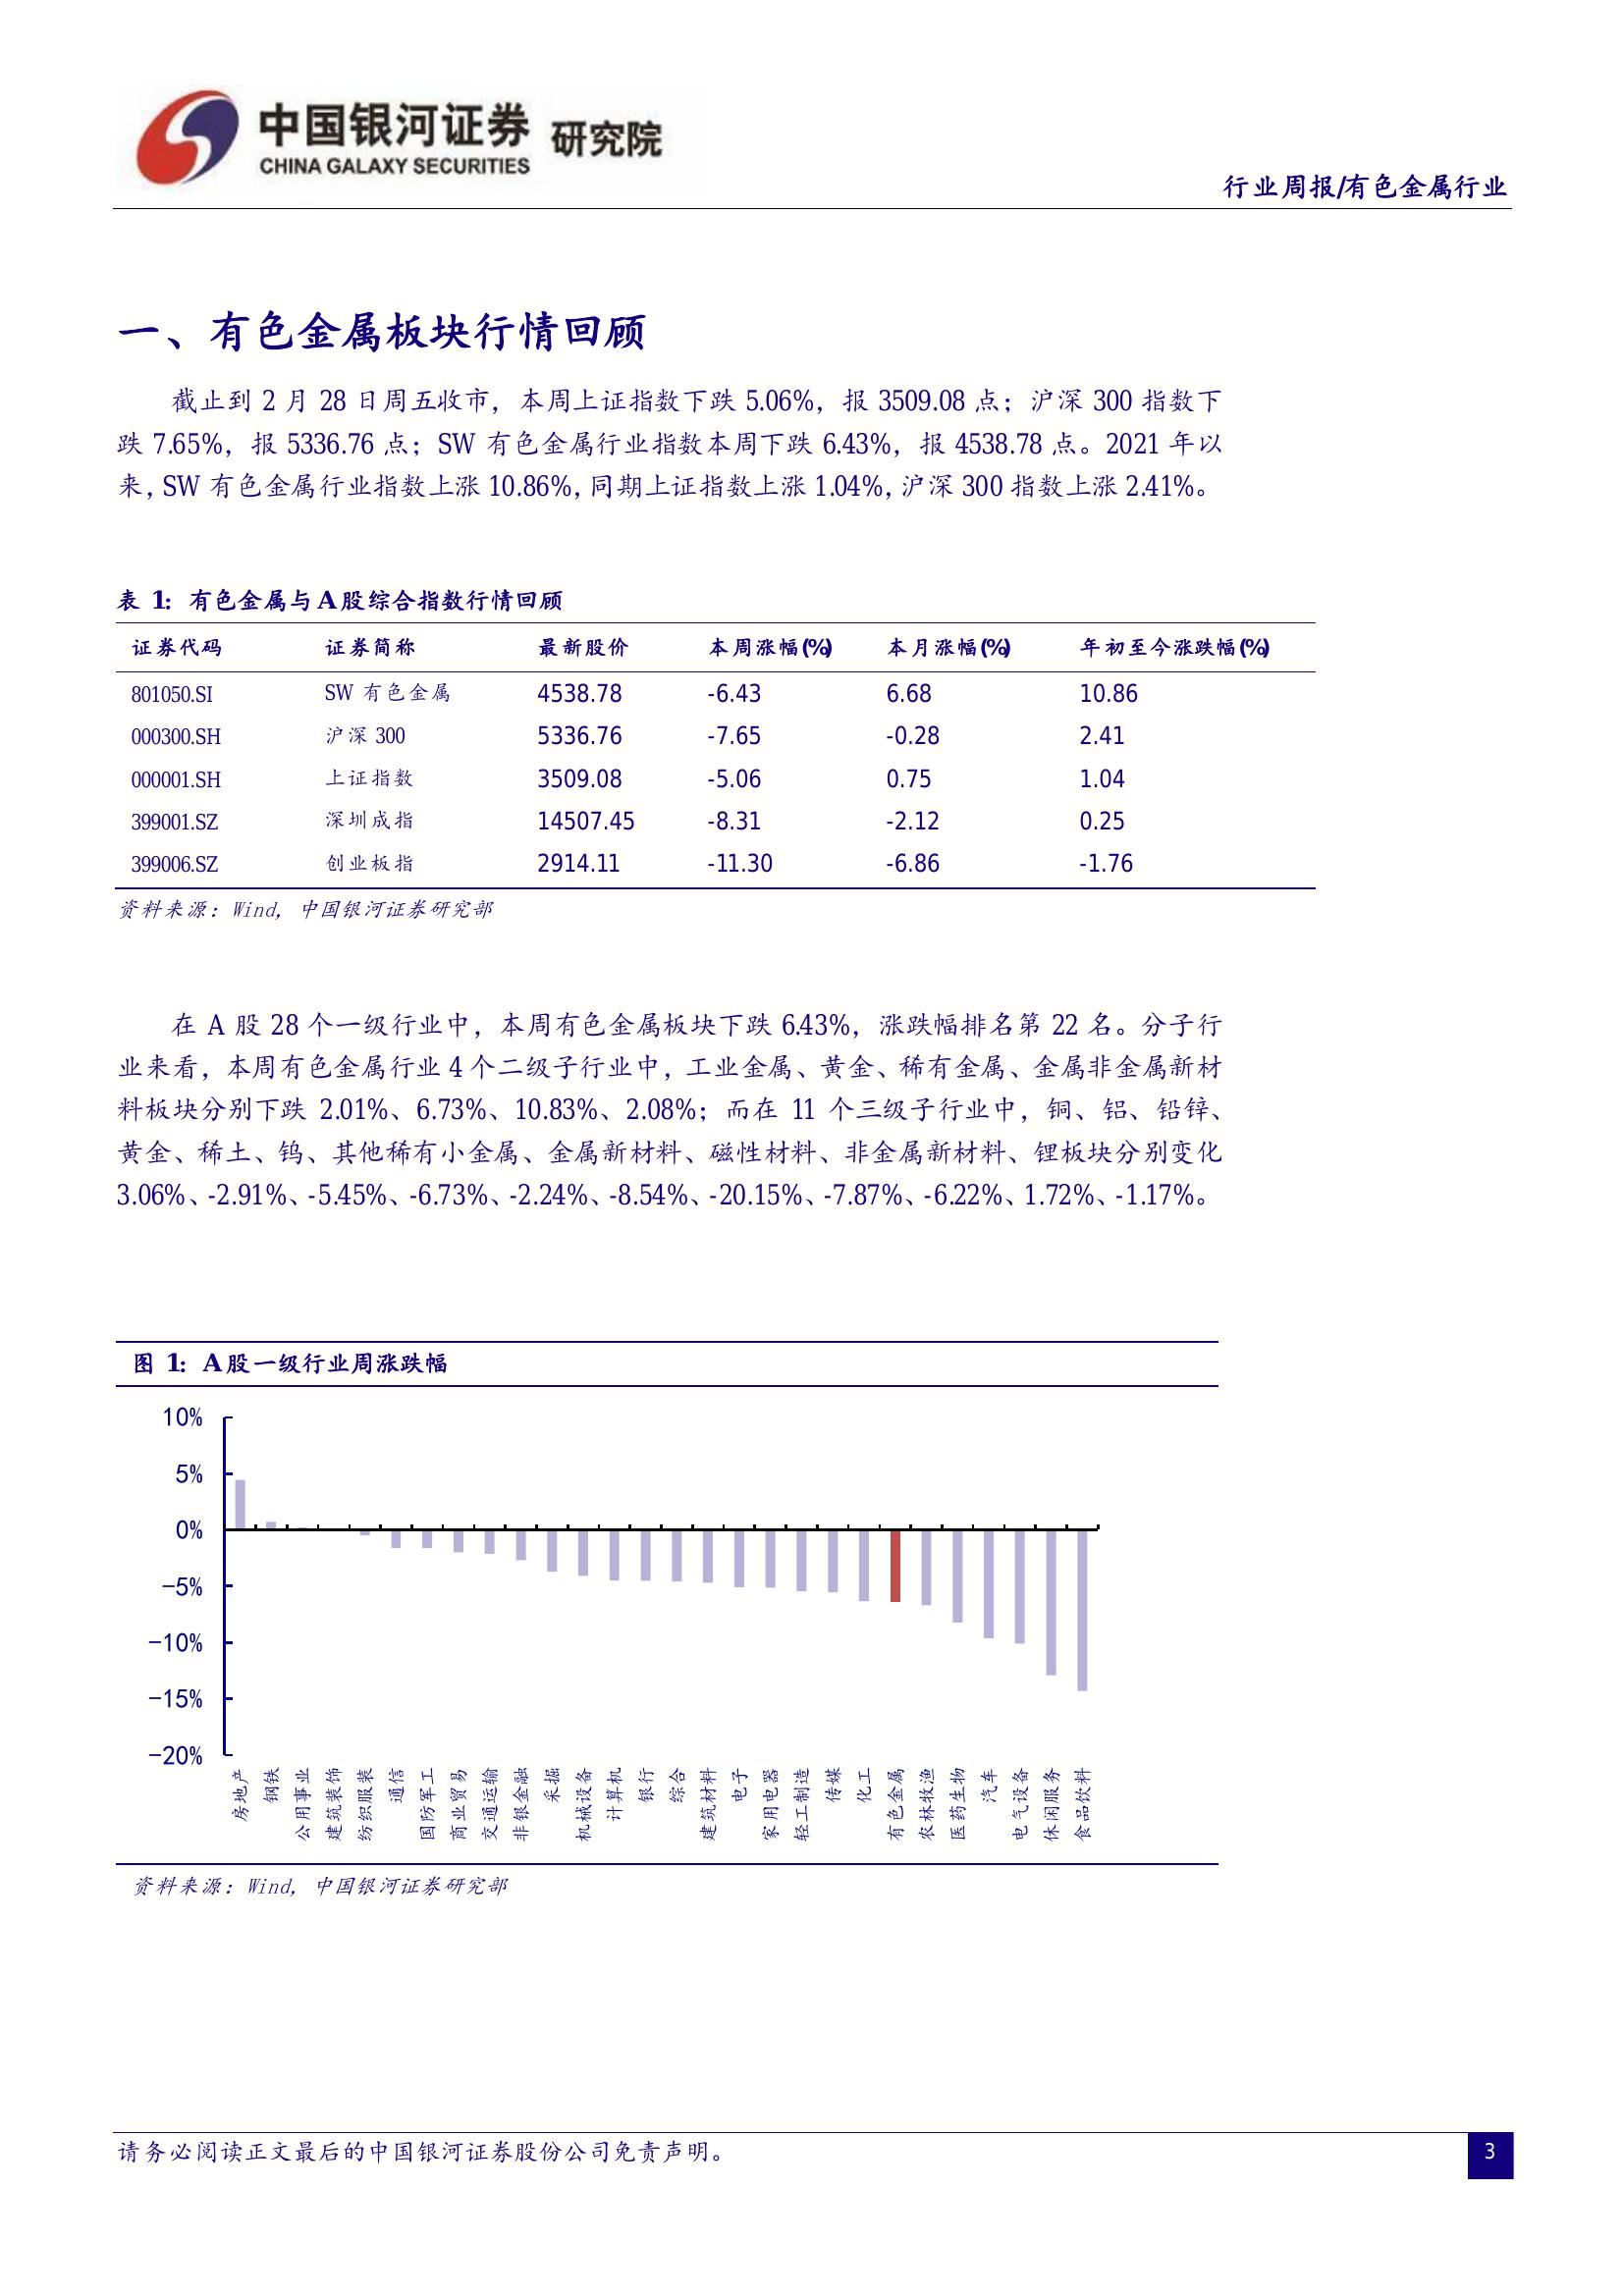 中国银河证券 研究院
CHINA GALAXY SECURITIES
行业周报/有色金属行业
一、有色金属板块行情回顾
截止到 2 月 28 日周五收市，本周上证指数下跌 5.06%，报 3509.08 点；沪深 300 指数下
跌 7.65%，报 5336.76 点；SW 有色金属行业指数本周下跌 6.43%，报 4538.78 点。2021 年以
来，SW 有色金属行业指数上涨 10.86%，同期上证指数上涨 1.04%，沪深 300 指数上涨 2.41%。
表 1：有色金属与 A 股综合指数行情回顾
证券代码 证券简称 最新股价 本周涨幅(%) 本月涨幅(%) 年初至今涨跌幅(%)
801050.SI SW 有色金属 4538.78 -6.43 6.68 10.86
000300.SH 沪深 300 5336.76 -7.65 -0.28 2.41
000001.SH 上证指数 3509.08 -5.06 0.75 1.04
399001.SZ 深圳成指 14507.45 -8.31 -2.12 0.25
399006.SZ 创业板指 2914.11 -11.30 -6.86 -1.76
资料来源：Wind，中国银河证券研究部
在 A 股 28 个一级行业中，本周有色金属板块下跌 6.43%，涨跌幅排名第 22 名。分子行
业来看，本周有色金属行业 4 个二级子行业中，工业金属、黄金、稀有金属、金属非金属新材
料板块分别下跌 2.01%、6.73%、10.83%、2.08%；而在 11 个三级子行业中，铜、铝、铅锌、
黄金、稀土、钨、其他稀有小金属、金属新材料、磁性材料、非金属新材料、锂板块分别变化
3.06%、-2.91%、-5.45%、-6.73%、-2.24%、-8.54%、-20.15%、-7.87%、-6.22%、1.72%、-1.17%。
图 1：A 股一级行业周涨跌幅
10%
5%
0%
-5%
-10%
-15%
-20%
房地产
钢铁
公用事业
建筑装饰
纺织服装
通信
国防军工
商业贸易
交通运输
非银金融
采掘
机械设备
计算机
银行
综合
建筑材料
电子
家用电器
轻工制造
传媒
化工
有色金属
农林牧渔
医药生物
汽车
电气设备
休闲服务
食品饮料
资料来源：Wind，中国银河证券研究部
请务必阅读正文最后的中国银河证券股份公司免责声明。
3